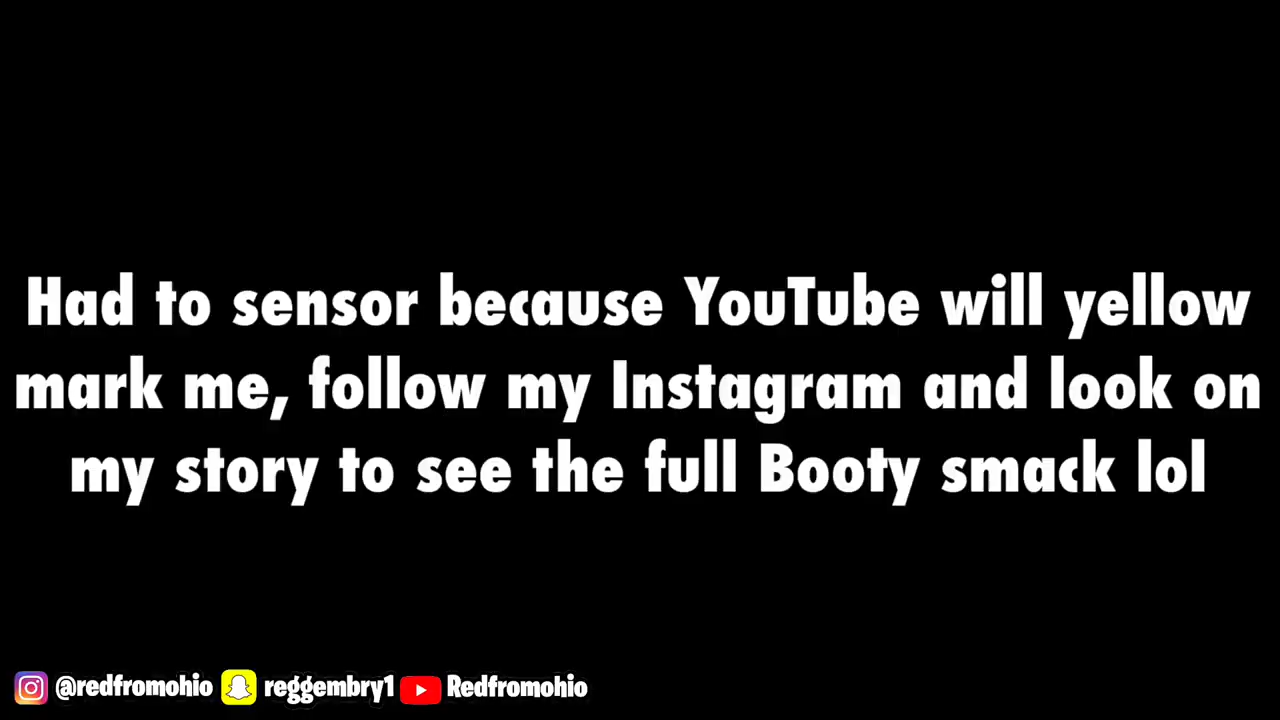 Had to sensor because YouTube will yellow
mark me, follow my Instagram and look on
my story to see the full Booty smack lol
@redfromohio reggembry1 Redfromohio